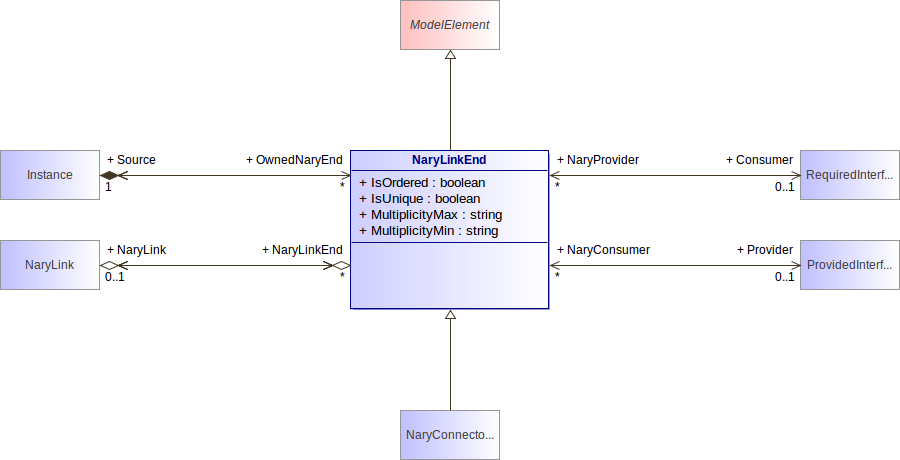 ModelElement
Instance
+ Source
1
+ OwnedNaryEnd
*
NaryLinkEnd
+ IsOrdered : boolean
+ IsUnique : boolean
+ MultiplicityMax : string
+ MultiplicityMin : string
+ NaryProvider
*
+ Consumer
0..1
RequiredInterf...
NaryLink
+ NaryLink
0..1
+ NaryLinkEnd
*
+ NaryConsumer
*
+ Provider
0..1
ProvidedInterf...
NaryConnecto...